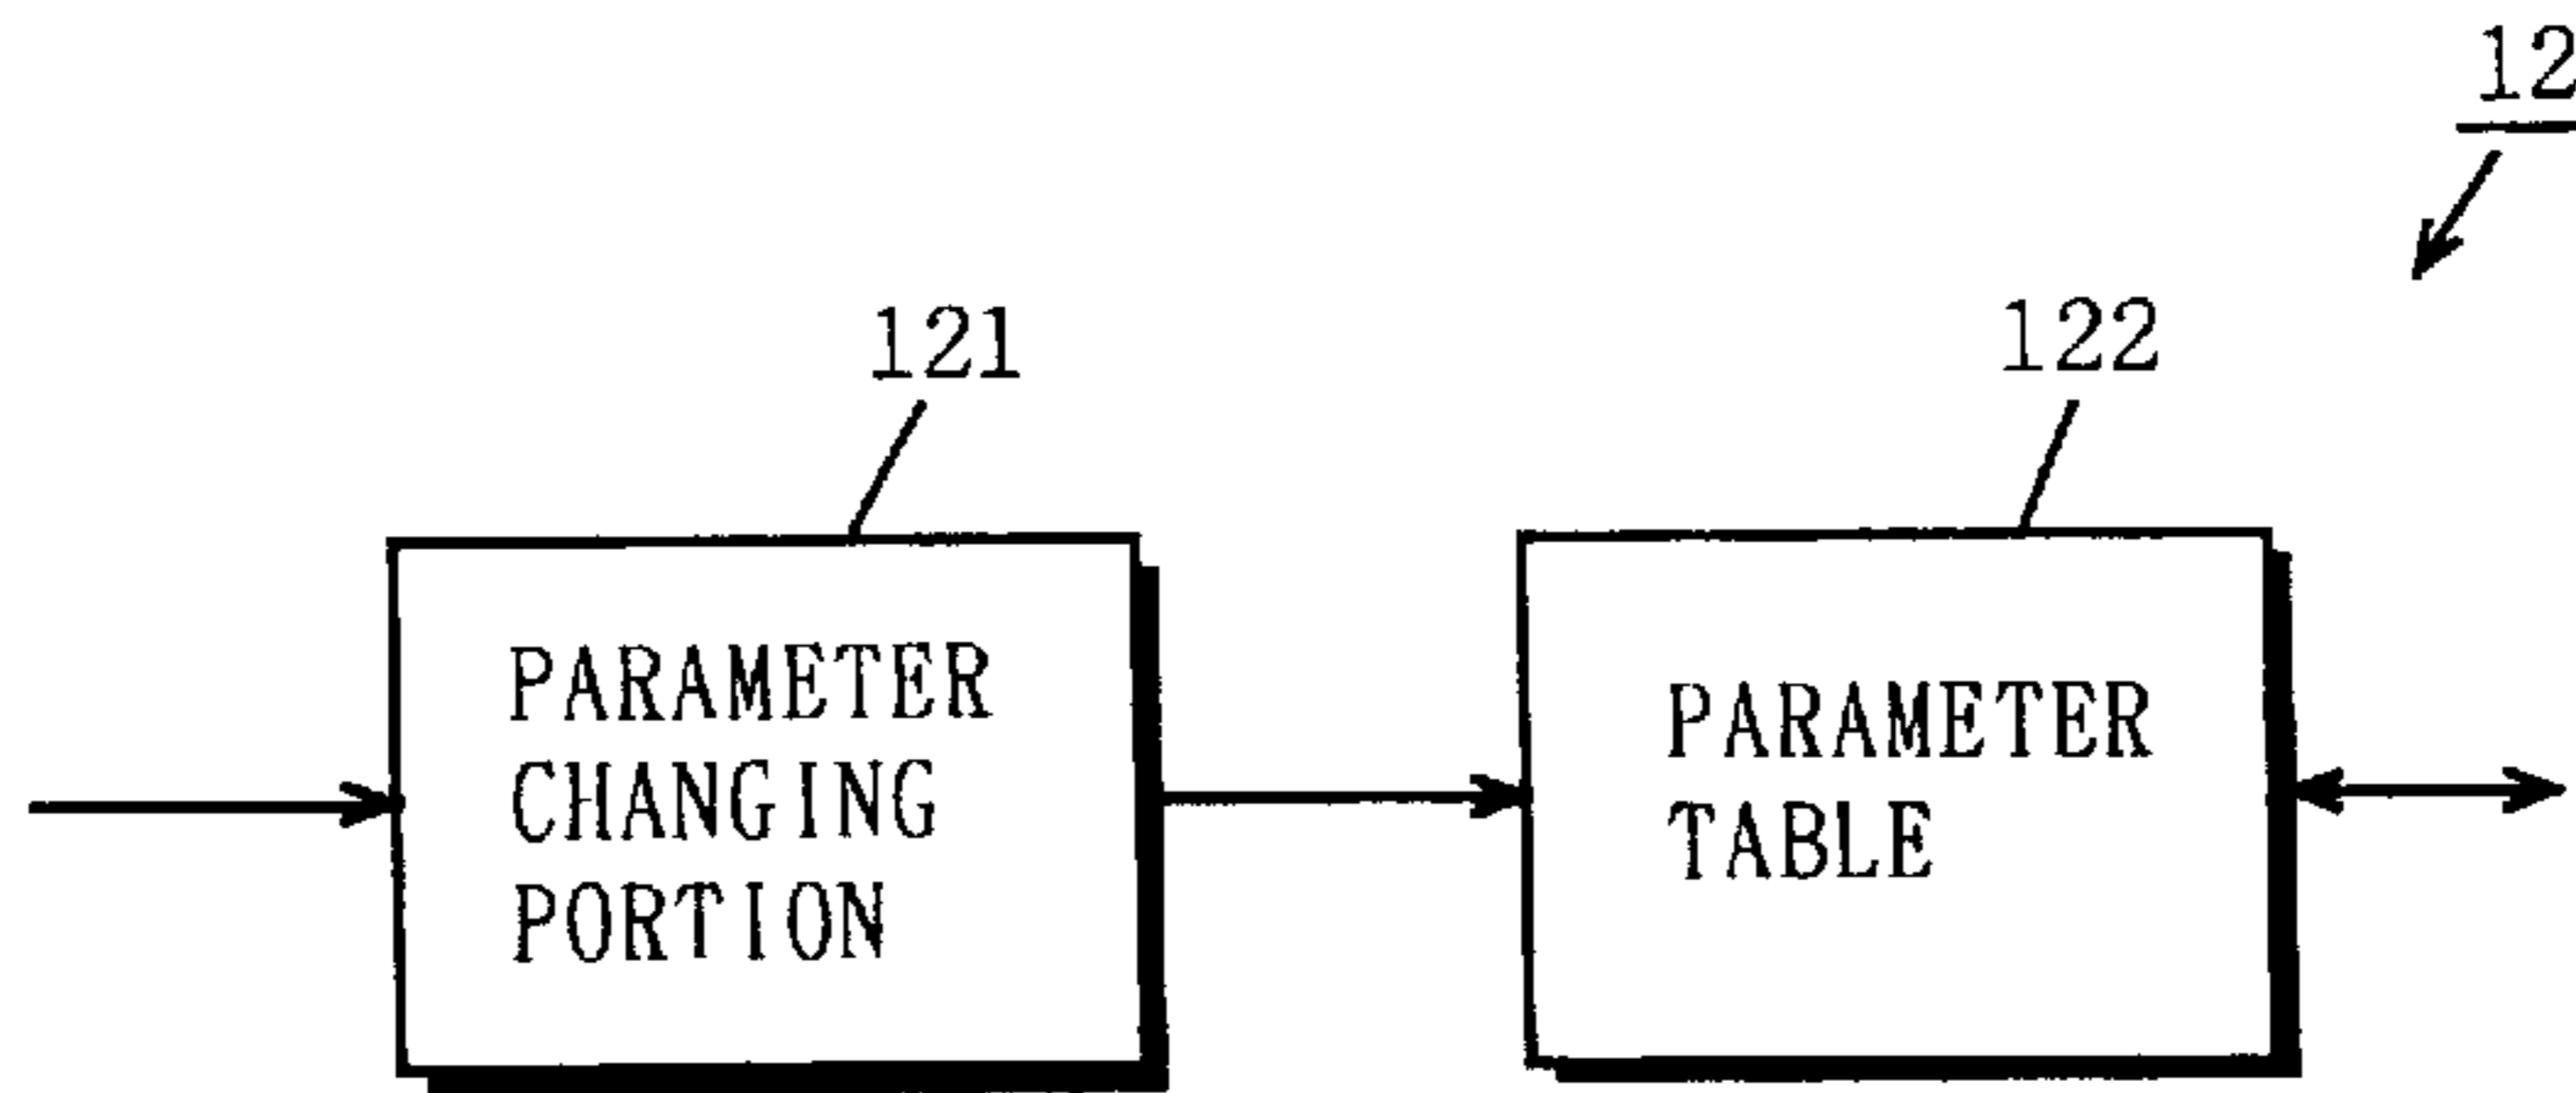 12
121
122
PARAMETER
CHANGING
PORTION
PARAMETER
TABLE